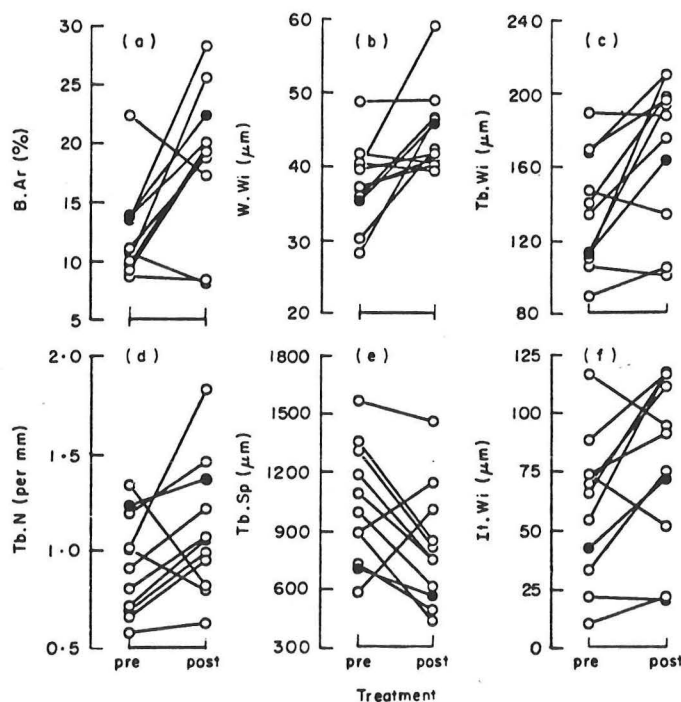 (a)
B.Ar (%)
30
25
20
15
10
5
(b)
W.Wi (μm)
60
50
40
30
20
(c)
Tb.Wi (μm)
240
200
160
120
80
(d)
Tb.N (per mm)
2·0
1·5
1·0
0·5
pre post
(e)
Tb.Sp (μm)
1800
1500
1200
900
600
300
pre post
(f)
It.Wi (μm)
125
100
75
50
25
0
pre post
Treatment